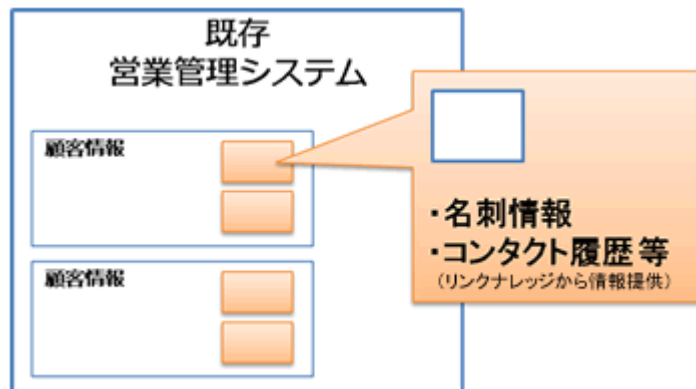 既存
営業管理システム
顧客情報
・名刺情報
・コンタクト履歴等
(リンクナレッジから情報提供)
顧客情報